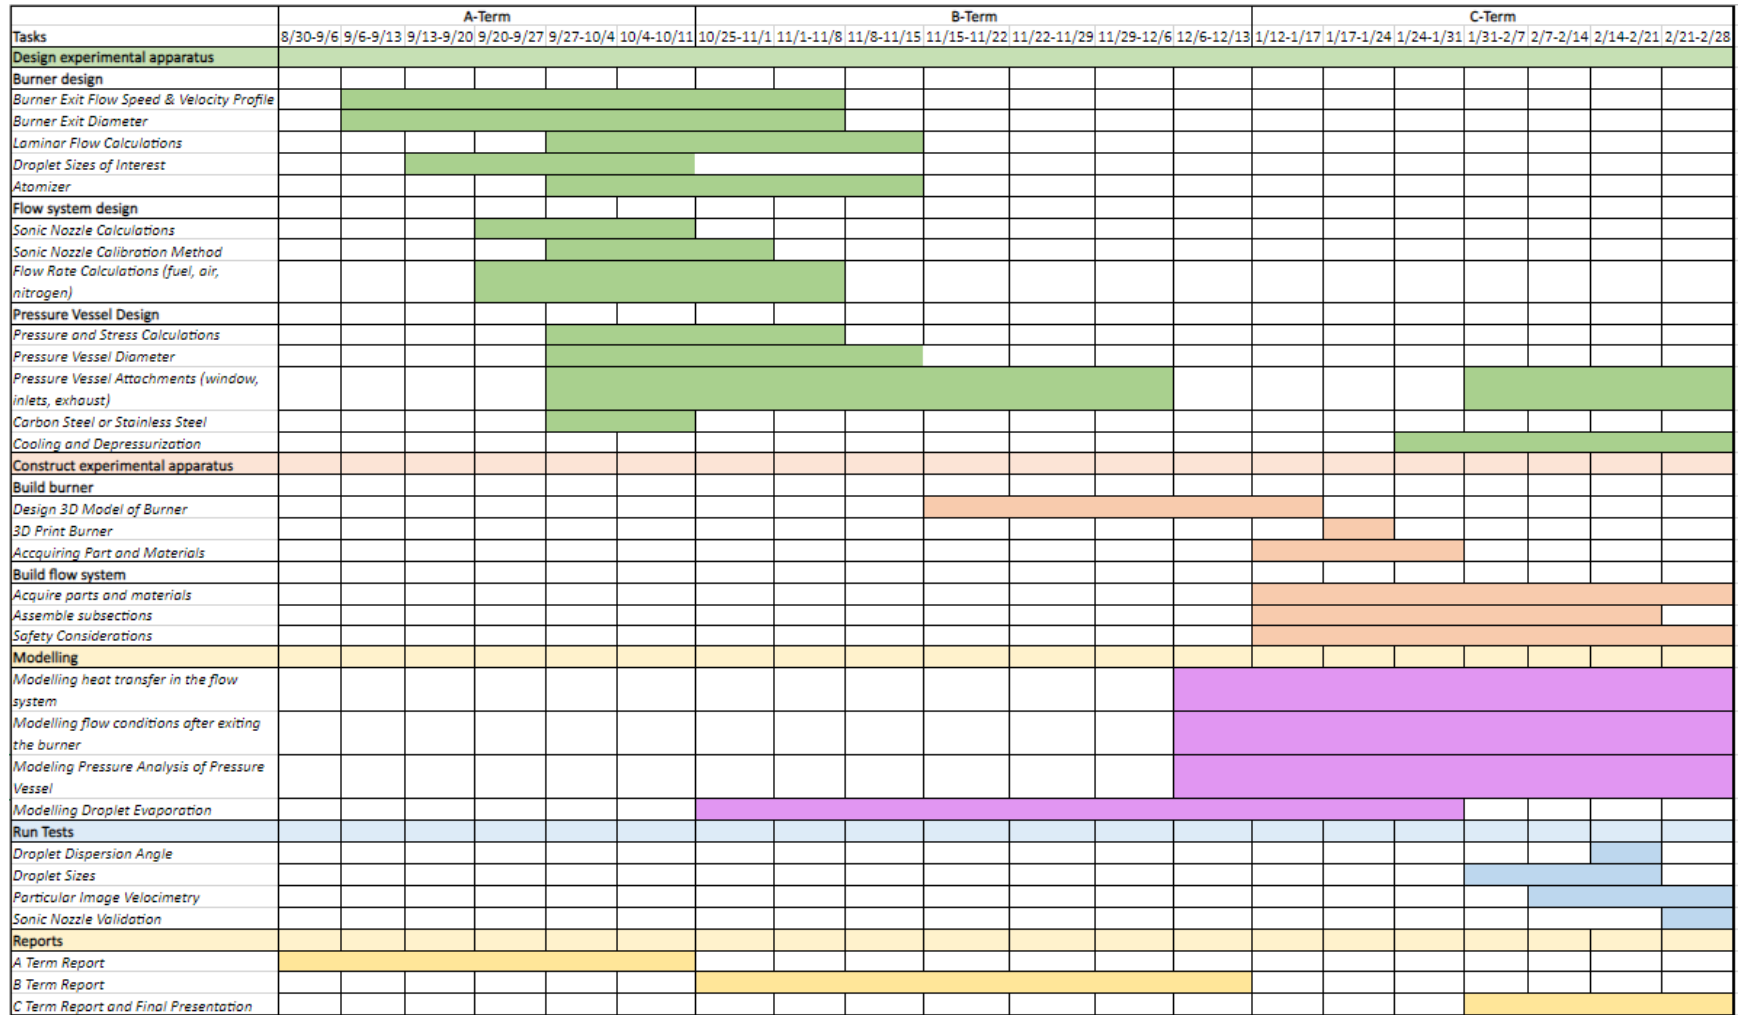 A-Term B-Term C-Term
Tasks 8/30-9/6 9/6-9/13 9/13-9/20 9/20-9/27 9/27-10/4 10/4-10/11 10/25-11/1 11/1-11/8 11/8-11/15 11/15-11/22 11/22-11/29 11/29-12/6 12/6-12/13 1/12-1/17 1/17-1/24 1/24-1/31 1/31-2/7 2/7-2/14 2/14-2/21 2/21-2/28
Design experimental apparatus
Burner design
Burner Exit Flow Speed & Velocity Profile
Burner Exit Diameter
Laminar Flow Calculations
Droplet Sizes of Interest
Atomizer
Flow system design
Sonic Nozzle Calculations
Sonic Nozzle Calibration Method
Flow Rate Calculations (fuel, air,
nitrogen)
Pressure Vessel Design
Pressure and Stress Calculations
Pressure Vessel Diameter
Pressure Vessel Attachments (window,
inlets, exhaust)
Carbon Steel or Stainless Steel
Cooling and Depressurization
Construct experimental apparatus
Build burner
Design 3D Model of Burner
3D Print Burner
Accquiring Part and Materials
Build flow system
Acquire parts and materials
Assemble subsections
Safety Considerations
Modelling
Modelling heat transfer in the flow
system
Modelling flow conditions after exiting
the burner
Modeling Pressure Analysis of Pressure
Vessel
Modelling Droplet Evaporation
Run Tests
Droplet Dispersion Angle
Droplet Sizes
Particular Image Velocimetry
Sonic Nozzle Validation
Reports
A Term Report
B Term Report
C Term Report and Final Presentation